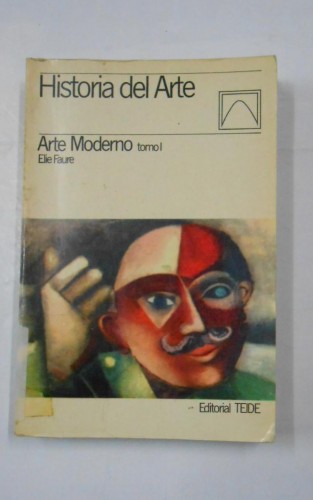 Historia del Arte
Arte Moderno tomo I
Elie Faure
Editorial TEIDE